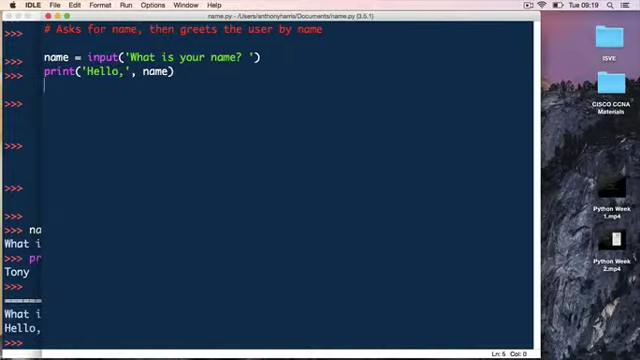 IDLE File Edit Format Run Options Window Help
Tue 09:19
name.py - /Users/anthonyharris/Documents/name.py (3.5.1)
# Asks for name, then greets the user by name
name = input('What is your name? ')
print('Hello,', name)
>>>
>>>
>>>
>>>
>>>
>>>
>>>
>>> na
What i
>>> pr
Tony
>>>
======
What i
Hello,
>>>
Ln: 5 Col: 0
ISVE
CISCO CCNA
Materials
Python Week
1.mp4
Python Week
2.mp4